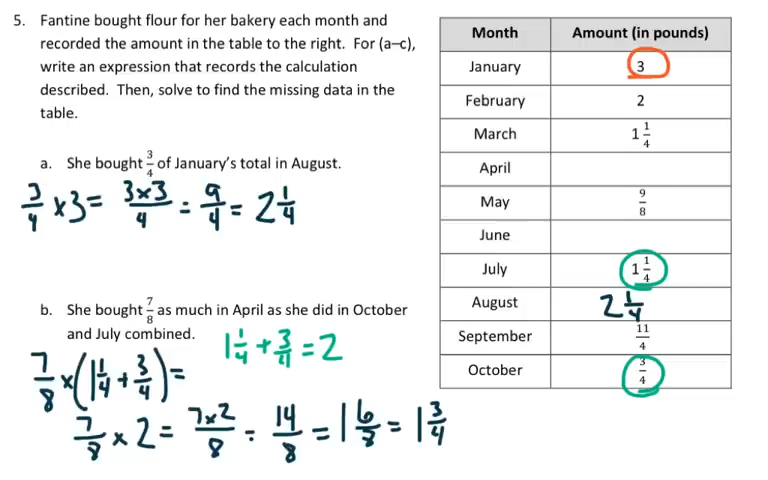 5. Fantine bought flour for her bakery each month and
recorded the amount in the table to the right. For (a–c),
write an expression that records the calculation
described. Then, solve to find the missing data in the
table.
a. She bought 3/4 of January's total in August.
3/4 x 3 = 3x3/4 = 9/4 = 2 1/4
b. She bought 7/8 as much in April as she did in October
and July combined.
1 1/4 + 3/4 = 2
7/8 x (1 1/4 + 3/4) =
7/8 x 2 = 7x2/8 = 14/8 = 1 6/8 = 1 3/4
Month Amount (in pounds)
January 3
February 2
March 1 1/4
April
May 9/8
June
July 1 1/4
August 2 1/4
September 11/4
October 3/4